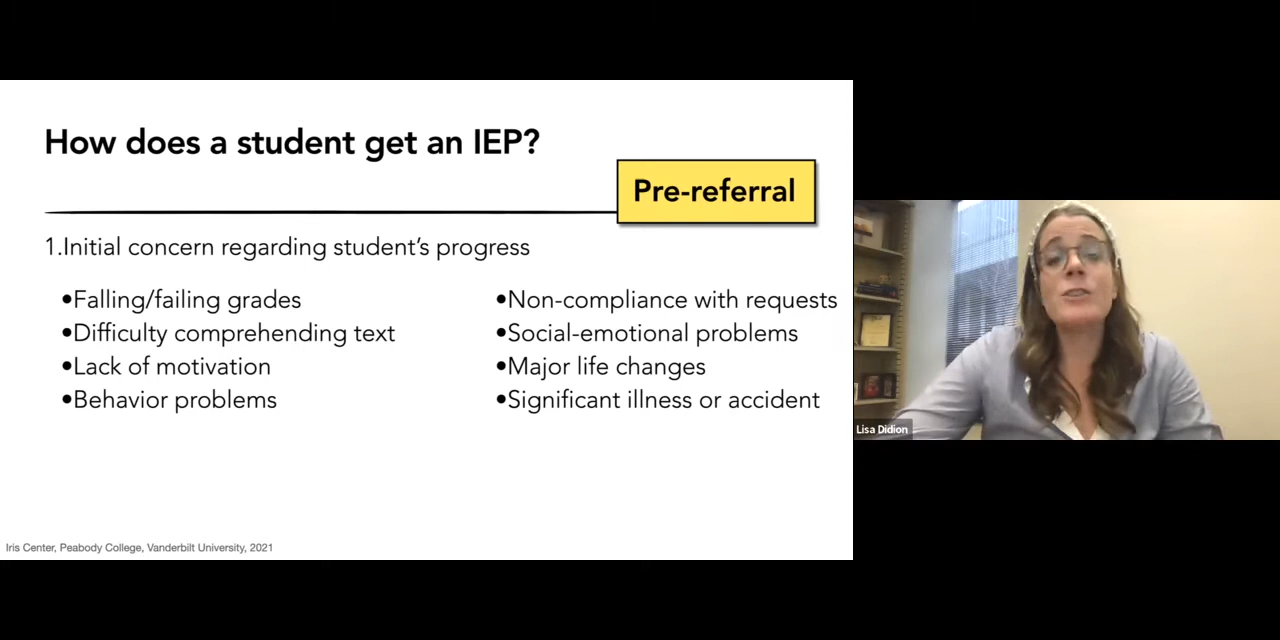 How does a student get an IEP?
Pre-referral
1.Initial concern regarding student’s progress
•Falling/failing grades
•Difficulty comprehending text
•Lack of motivation
•Behavior problems
•Non-compliance with requests
•Social-emotional problems
•Major life changes
•Significant illness or accident
Iris Center, Peabody College, Vanderbilt University, 2021
Lisa Didion